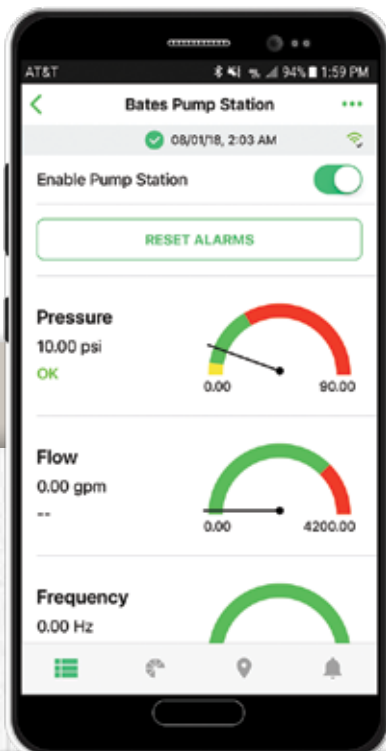 AT&T 94% 1:59 PM
Bates Pump Station
08/01/18, 2:03 AM
Enable Pump Station
RESET ALARMS
Pressure
10.00 psi
OK
0.00 90.00
Flow
0.00 gpm
--
0.00 4200.00
Frequency
0.00 Hz